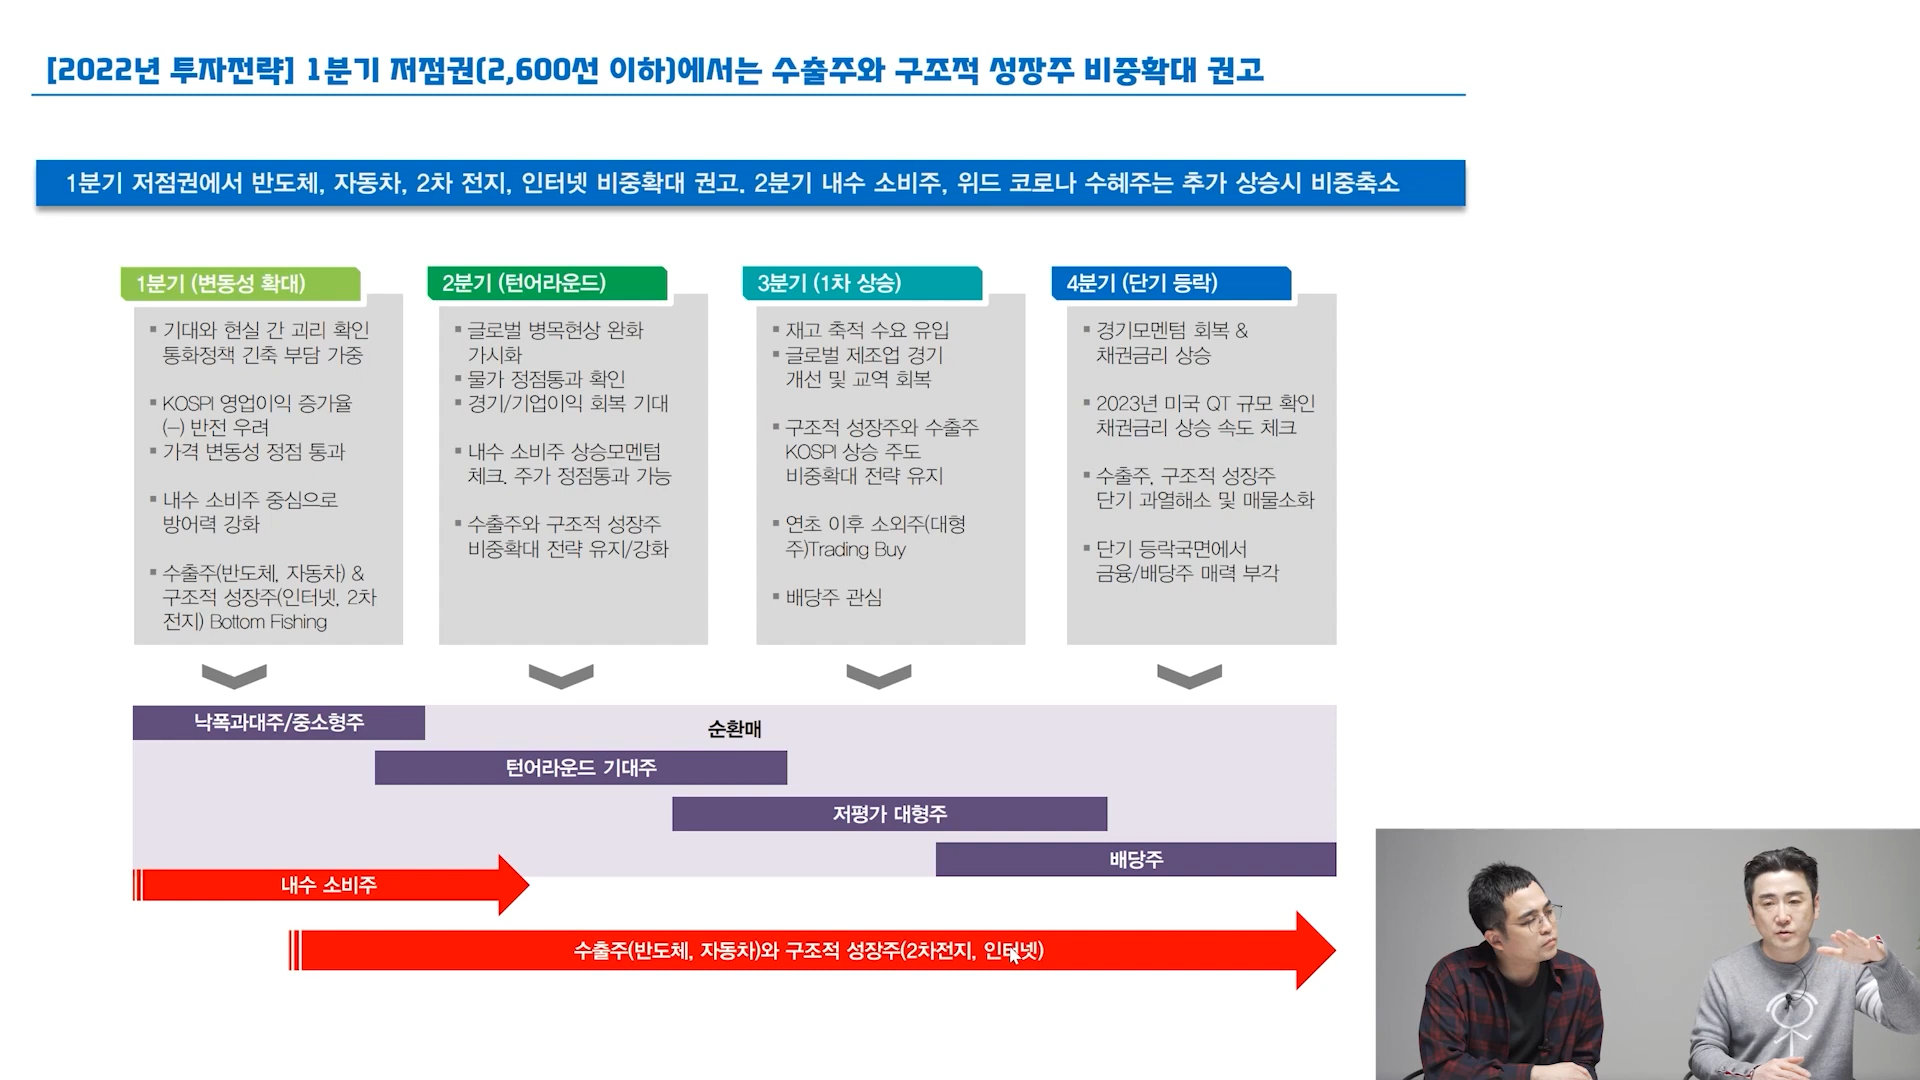 [2022년 투자전략] 1분기 저점권(2,600선 이하)에서는 수출주와 구조적 성장주 비중확대 권고
1분기 저점권에서 반도체, 자동차, 2차 전지, 인터넷 비중확대 권고. 2분기 내수 소비주, 위드 코로나 수혜주는 추가 상승시 비중축소
1분기 (변동성 확대)
▪ 기대와 현실 간 괴리 확인
통화정책 긴축 부담 가중
▪ KOSPI 영업이익 증가율
(-) 반전 우려
▪ 가격 변동성 정점 통과
▪ 내수 소비주 중심으로
방어력 강화
▪ 수출주(반도체, 자동차) &
구조적 성장주(인터넷, 2차
전지) Bottom Fishing
2분기 (턴어라운드)
▪ 글로벌 병목현상 완화
가시화
▪ 물가 정점통과 확인
▪ 경기/기업이익 회복 기대
▪ 내수 소비주 상승모멘텀
체크. 주가 정점통과 가능
▪ 수출주와 구조적 성장주
비중확대 전략 유지/강화
3분기 (1차 상승)
▪ 재고 축적 수요 유입
▪ 글로벌 제조업 경기
개선 및 교역 회복
▪ 구조적 성장주와 수출주
KOSPI 상승 주도
비중확대 전략 유지
▪ 연초 이후 소외주(대형
주)Trading Buy
▪ 배당주 관심
4분기 (단기 등락)
▪ 경기모멘텀 회복 &
채권금리 상승
▪ 2023년 미국 QT 규모 확인
채권금리 상승 속도 체크
▪ 수출주, 구조적 성장주
단기 과열해소 및 매물소화
▪ 단기 등락국면에서
금융/배당주 매력 부각
낙폭과대주/중소형주
순환매
턴어라운드 기대주
저평가 대형주
배당주
내수 소비주
수출주(반도체, 자동차)와 구조적 성장주(2차전지, 인터넷)